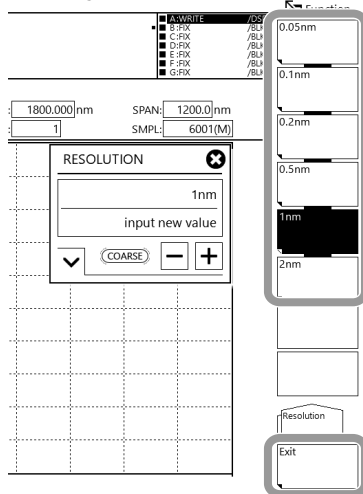 Function
A:WRITE /DS
B:FIX /BL
C:FIX /BL
D:FIX /BL
E:FIX /BL
F:FIX /BL
G:FIX /BL
0.05nm
0.1nm
0.2nm
0.5nm
1nm
2nm
: 1800.000 nm SPAN: 1200.0 nm
: 1 SMPL: 6001(M)
RESOLUTION
1nm
input new value
COARSE
Resolution
Exit